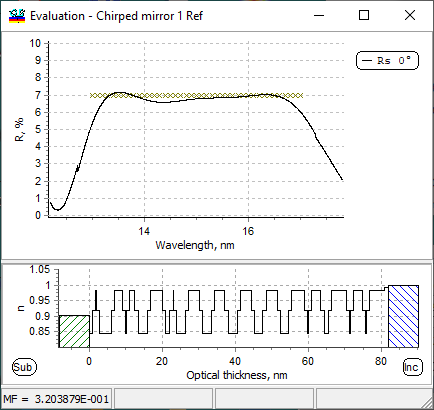 Evaluation - Chirped mirror 1 Ref
R, %
10
9
8
7
6
5
4
3
2
1
0
14
16
Wavelength, nm
Rs 0°
n
1.05
1
0.95
0.9
0.85
0
20
40
60
80
Optical thickness, nm
Sub
Inc
MF = 3.203879E-001